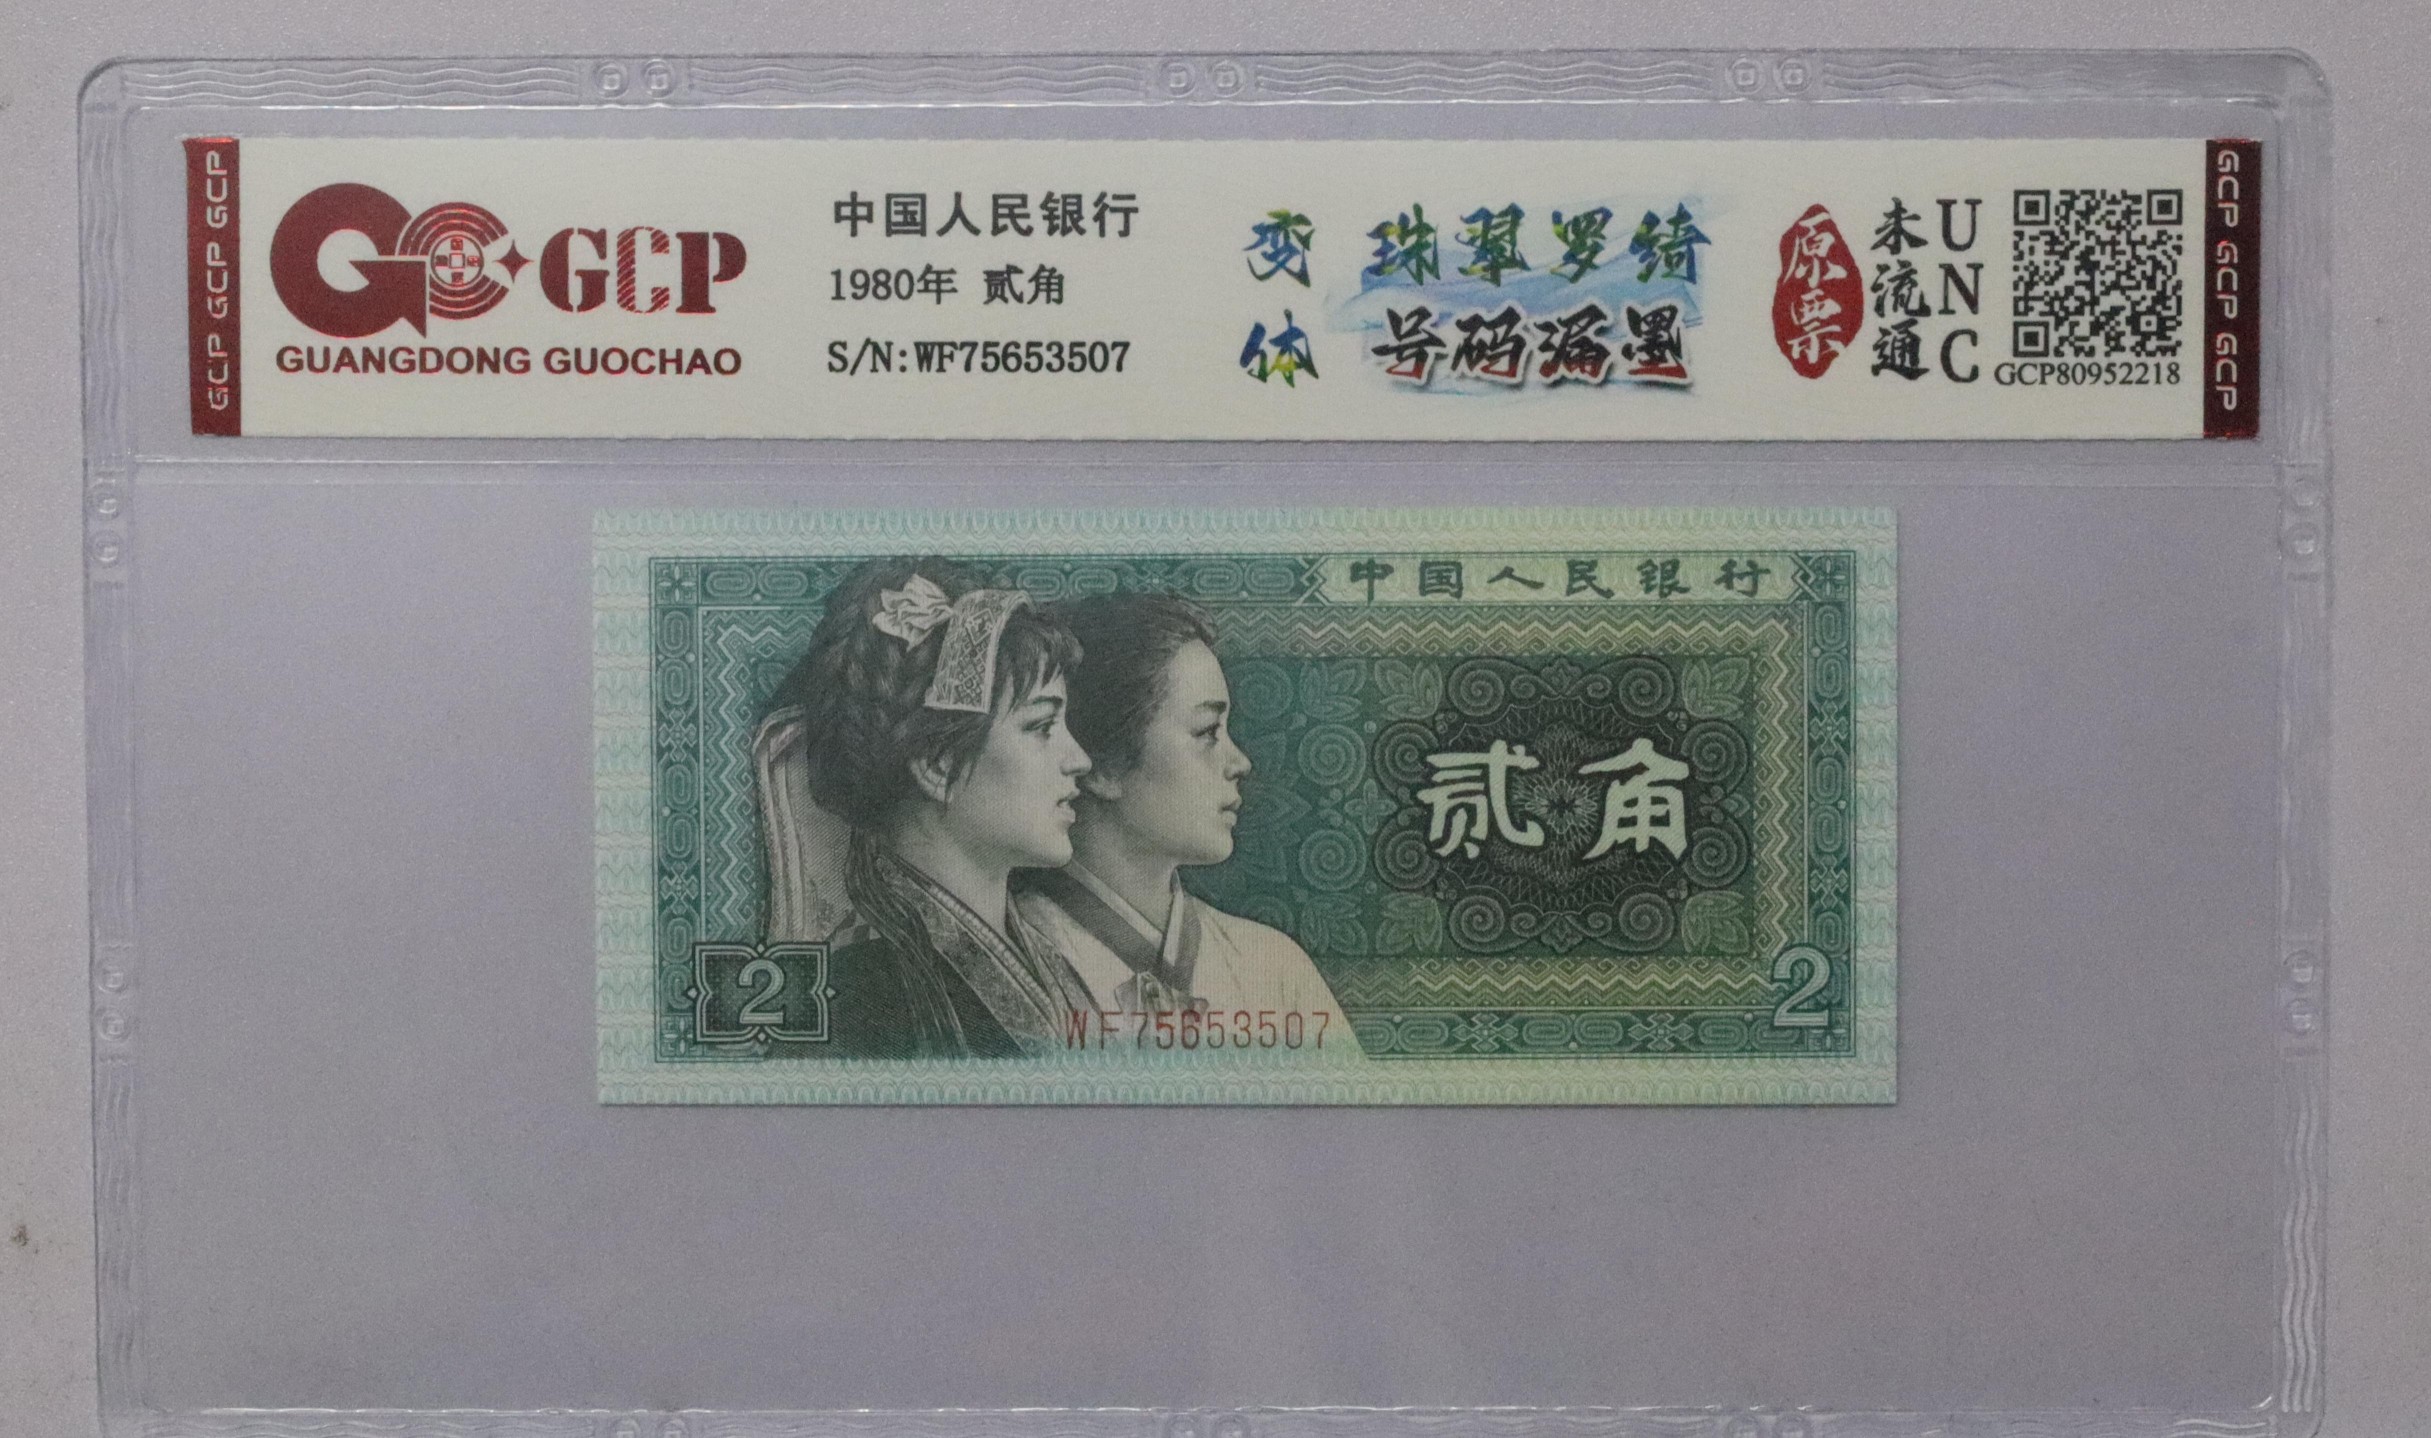 GCP GCP GCP
GCP
GUANGDONG GUOCHAO
中国人民银行
1980年 贰角
S/N:WF75653507
变体
珠翠罗绮
号码漏墨
原票
未流通
UNC
GCP80952218
GCP GCP GCP
中国人民银行
贰角
2
2
WF75653507